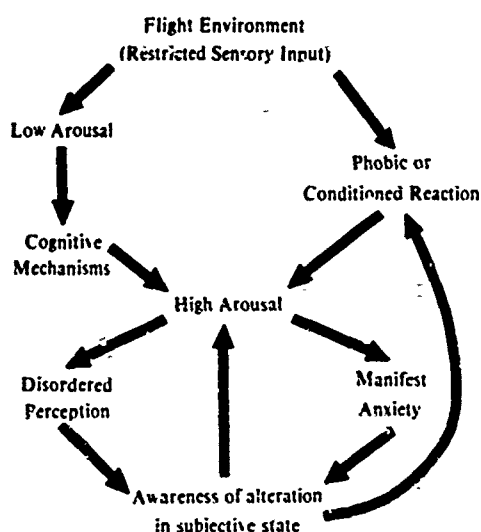 Flight Environment
(Restricted Sensory Input)
Low Arousal
Phobic or
Conditioned Reaction
Cognitive
Mechanisms
High Arousal
Disordered
Perception
Manifest
Anxiety
Awareness of alteration
in subjective state